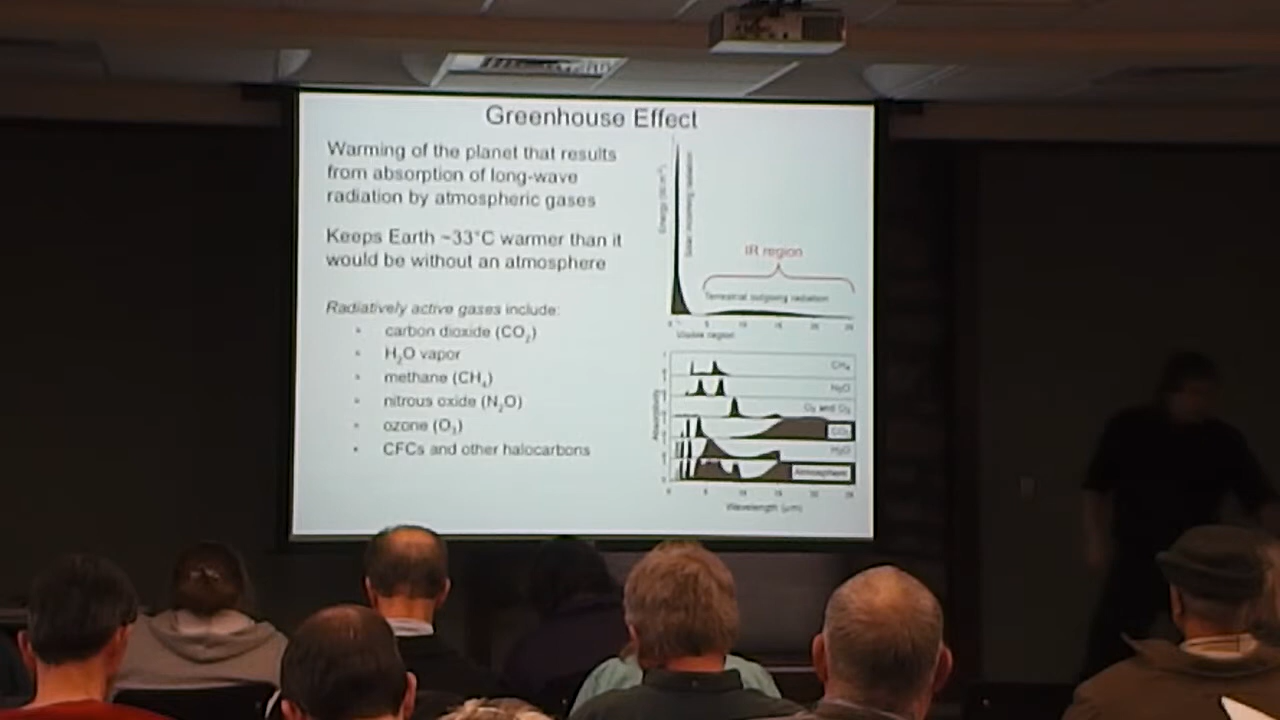 Greenhouse Effect
Warming of the planet that results
from absorption of long-wave
radiation by atmospheric gases
Keeps Earth ~33°C warmer than it
would be without an atmosphere
Radiatively active gases include:
• carbon dioxide (CO₂)
• H₂O vapor
• methane (CH₄)
• nitrous oxide (N₂O)
• ozone (O₃)
• CFCs and other halocarbons
Solar incoming radiation
IR region
Terrestrial outgoing radiation
Visible region
CH₄
N₂O
O₂ and O₃
CO₂
H₂O
Atmosphere
Wavelength (μm)